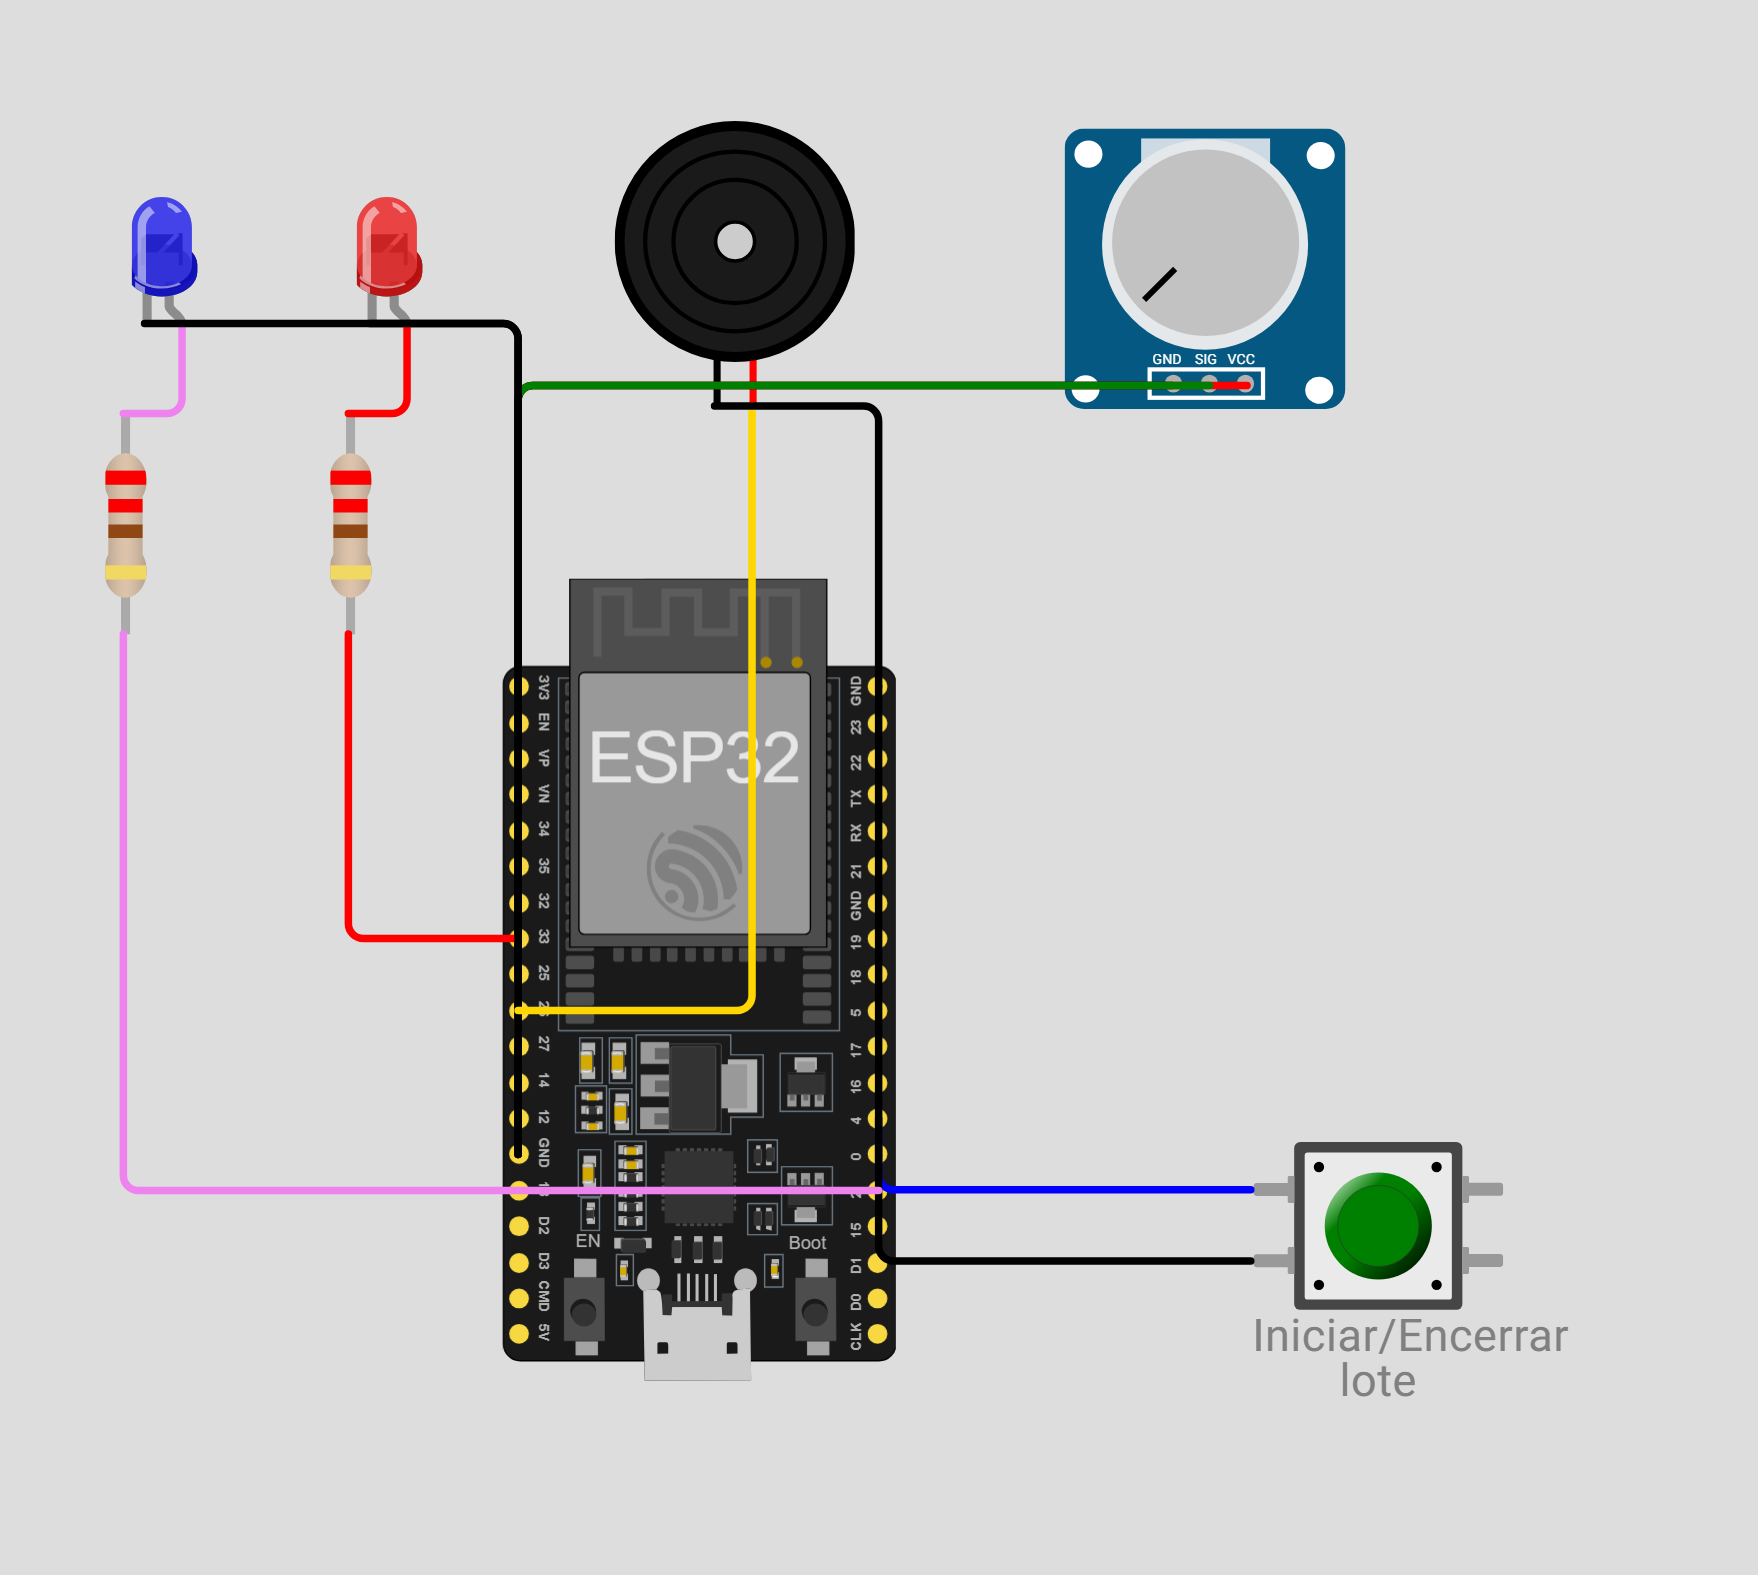 GND SIG VCC
ESP32
3V3
EN
VP
VN
34
35
32
33
25
27
14
12
GND
D2
D3
CMD
5V
GND
23
22
TX
RX
21
GND
19
18
5
17
16
4
0
15
D1
D0
CLK
EN
Boot
Iniciar/Encerrar
lote